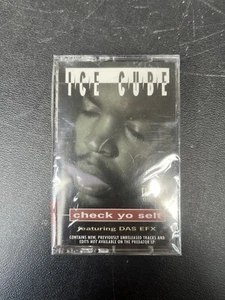 ICE CUBE
check yo self
featuring DAS EFX
CONTAINS NEW, PREVIOUSLY UNRELEASED TRACKS AND
EDITS NOT AVAILABLE ON THE PREDATOR LP